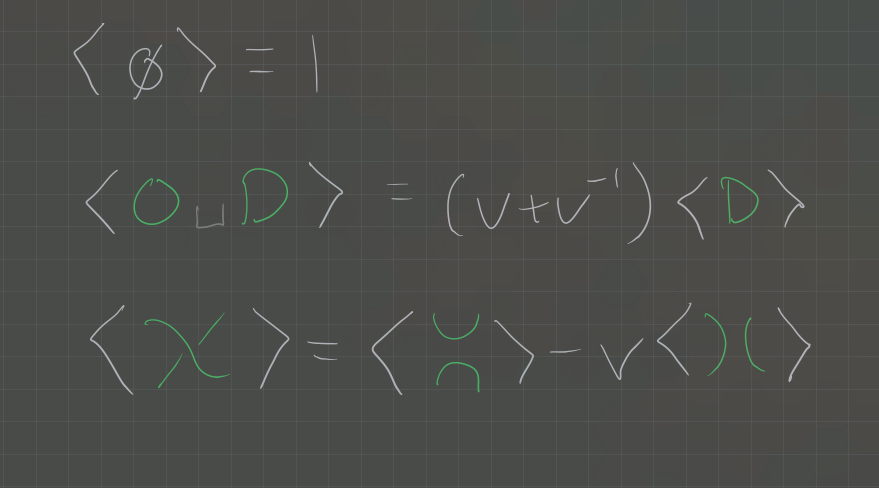 ⟨∅⟩ = 1
⟨O ⊔ D⟩ = (v + v⁻¹) ⟨D⟩
⟨⤫⟩ = ⟨≍⟩ − v⟨)(⟩